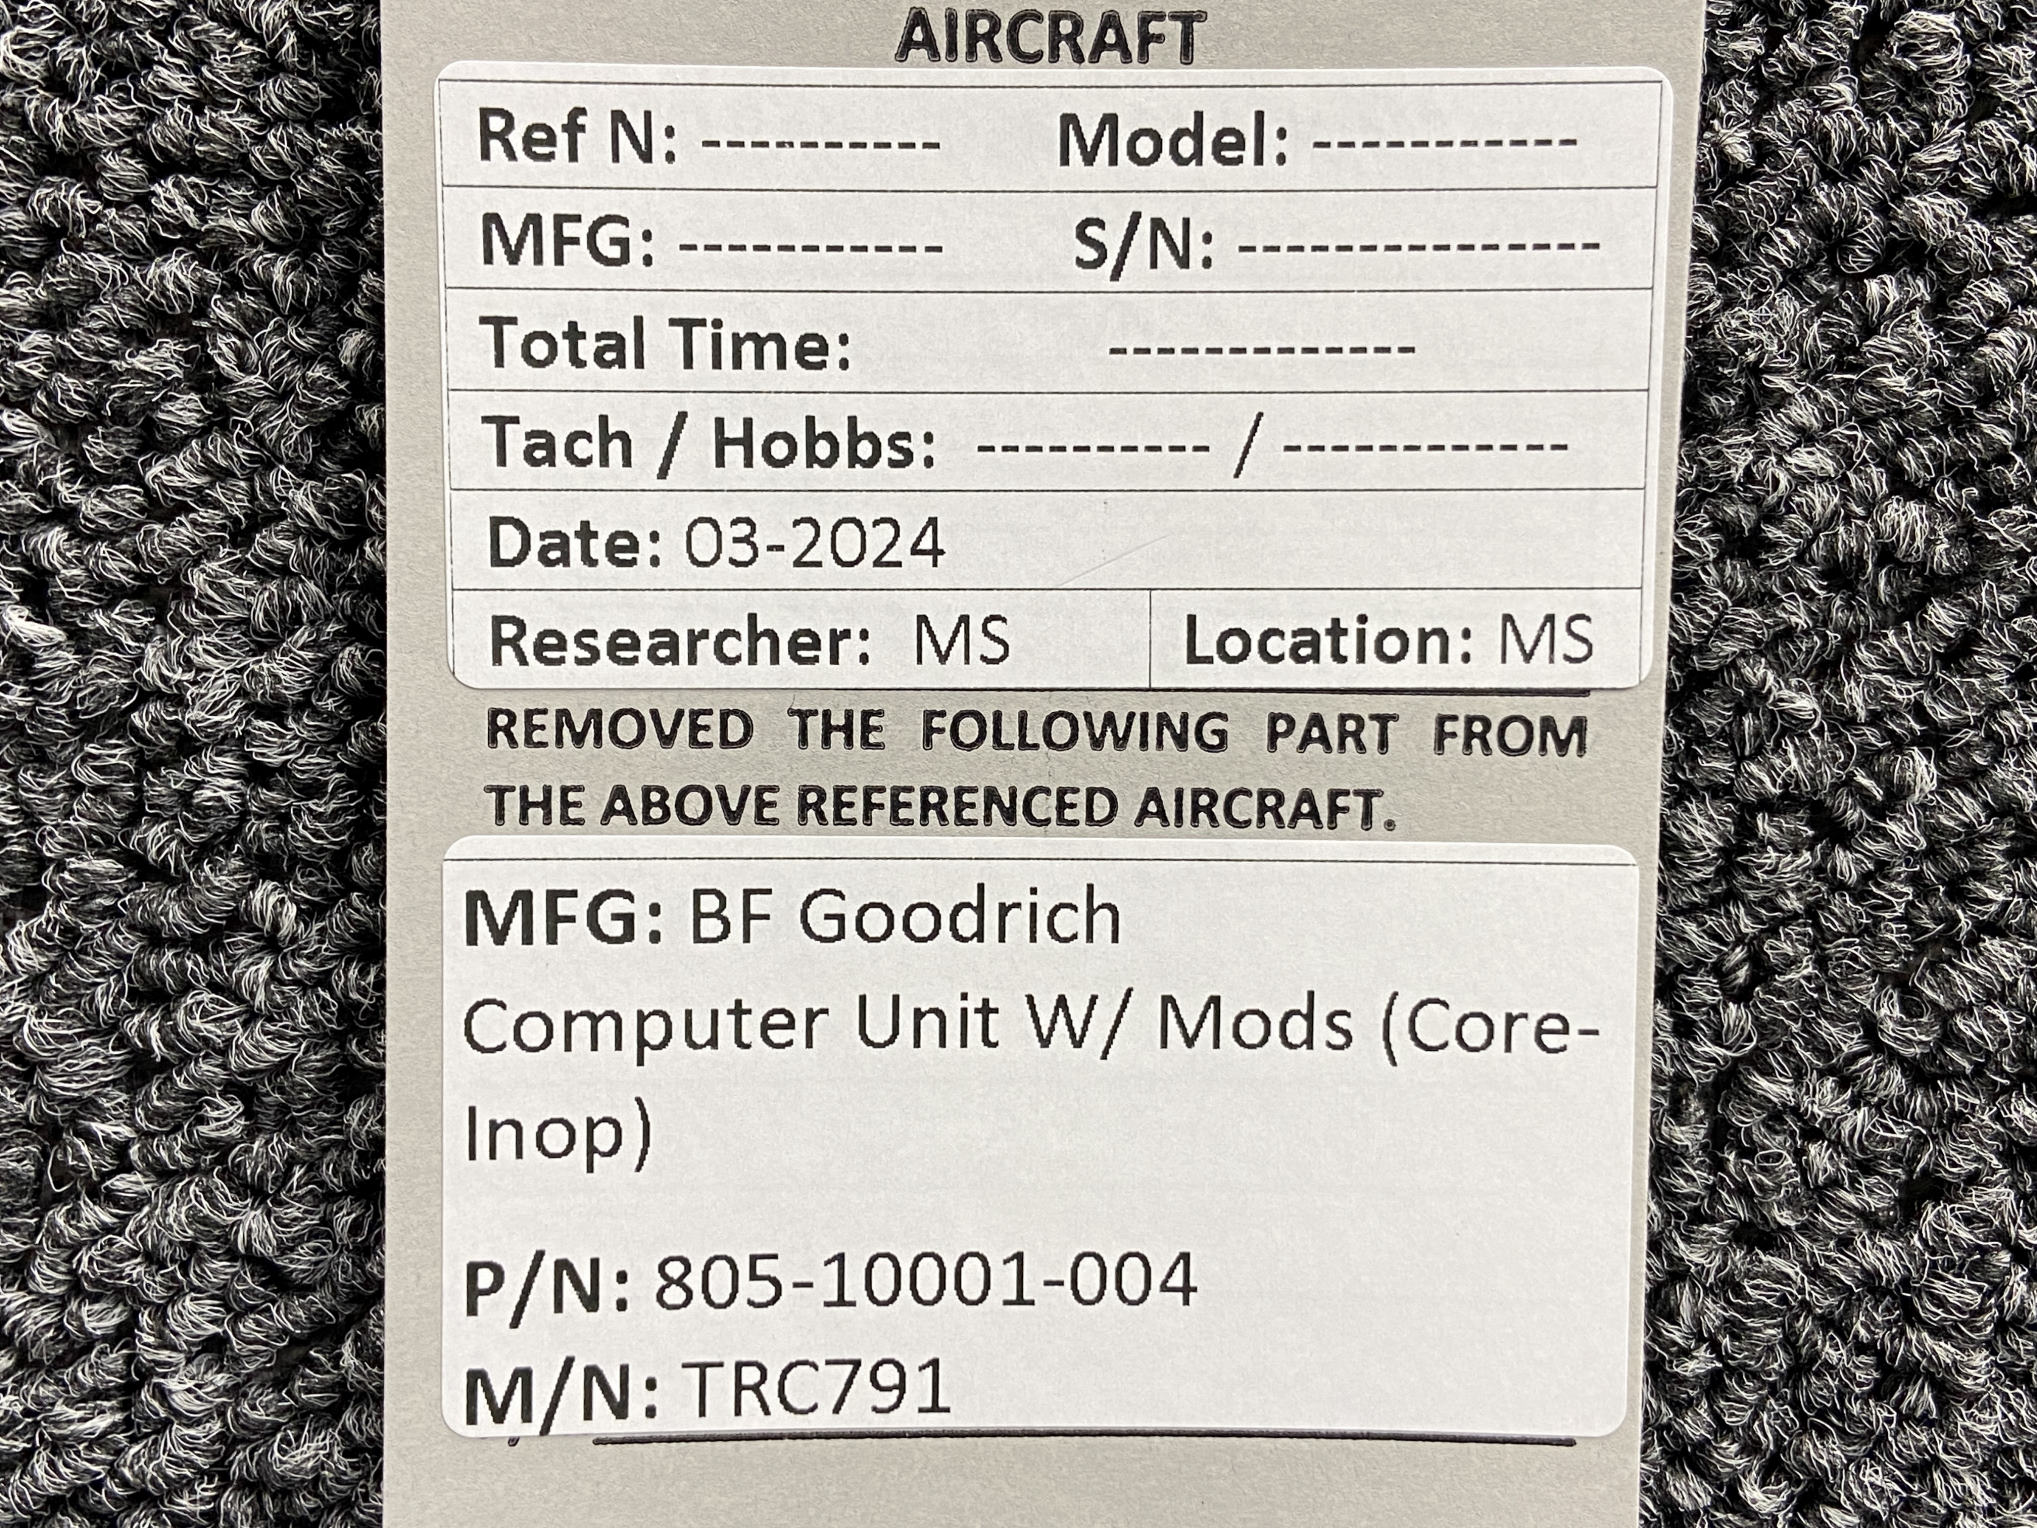 AIRCRAFT
Ref N: ---------- Model: -----------
MFG: ----------- S/N: ---------------
Total Time: -------------
Tach / Hobbs: ---------- / ------------
Date: 03-2024
Researcher: MS Location: MS
REMOVED THE FOLLOWING PART FROM
THE ABOVE REFERENCED AIRCRAFT.
MFG: BF Goodrich
Computer Unit W/ Mods (Core-
Inop)
P/N: 805-10001-004
M/N: TRC791